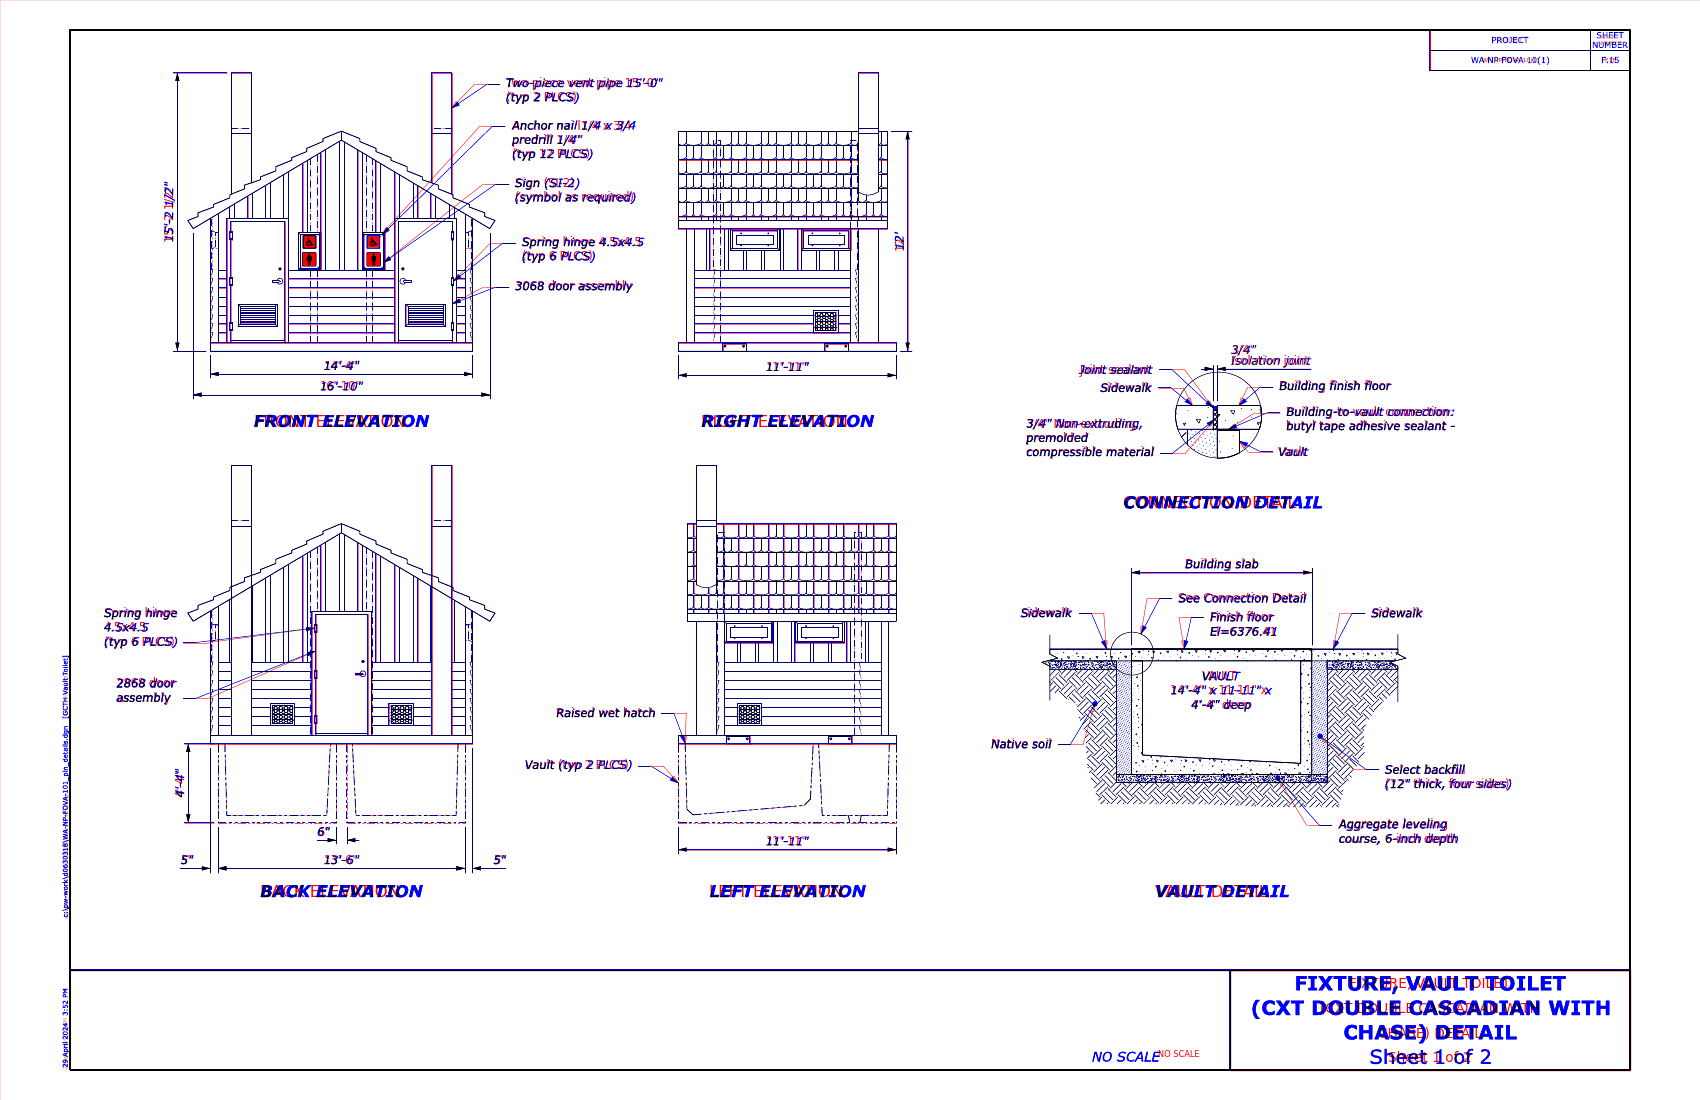 PROJECT
SHEET
NUMBER
WA-NP-FOVA-10(1)
P.15
Two-piece vent pipe 15'-0"
(typ 2 PLCS)
Anchor nail 1/4 x 3/4
predrill 1/4"
(typ 12 PLCS)
Sign (SI-2)
(symbol as required)
Spring hinge 4.5x4.5
(typ 6 PLCS)
3068 door assembly
15'-2 1/2"
14'-4"
16'-10"
FRONT ELEVATION
12'
11'-11"
RIGHT ELEVATION
3/4"
Isolation joint
Joint sealant
Sidewalk
Building finish floor
Building-to-vault connection:
butyl tape adhesive sealant -
3/4" Non-extruding,
premolded
compressible material
Vault
CONNECTION DETAIL
Spring hinge
4.5x4.5
(typ 6 PLCS)
2868 door
assembly
4'-4"
6"
5"
13'-6"
5"
BACK ELEVATION
Raised wet hatch
Vault (typ 2 PLCS)
11'-11"
LEFT ELEVATION
Building slab
See Connection Detail
Sidewalk
Finish floor
El=6376.41
Sidewalk
VAULT
14'-4" x 11'-11" x
4'-4" deep
Native soil
Select backfill
(12" thick, four sides)
Aggregate leveling
course, 6-inch depth
VAULT DETAIL
NO SCALE
NO SCALE
FIXTURE, VAULT TOILET
(CXT DOUBLE CASCADIAN WITH
CHASE) DETAIL
Sheet 1 of 2
29 April 2024 3:52 PM
[GCTH Vault Toilet]